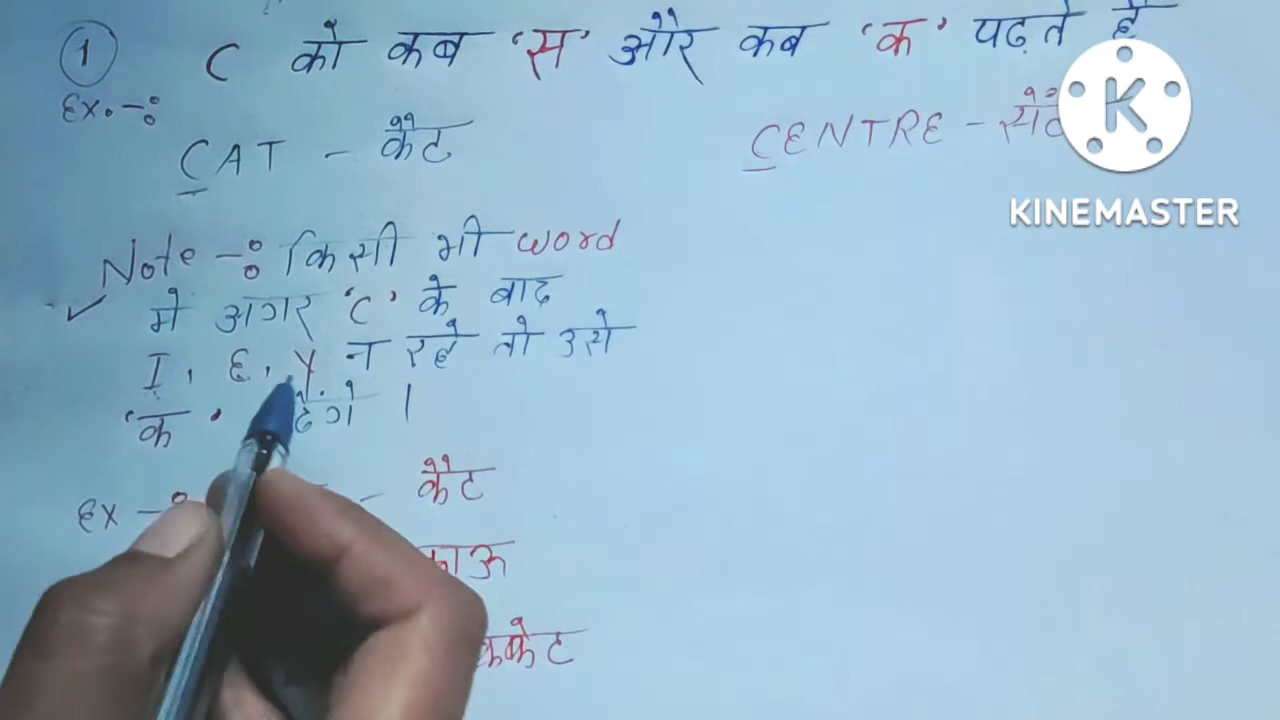 ① C को कब 'स' और कब 'क' पढ़ते हैं
Ex. -:
CAT - कैट
CENTRE -
KINEMASTER
Note -: किसी भी word
में अगर 'C' के बाद
I, E, Y न रहे तो उसे
'क'
Ex -: - कैट